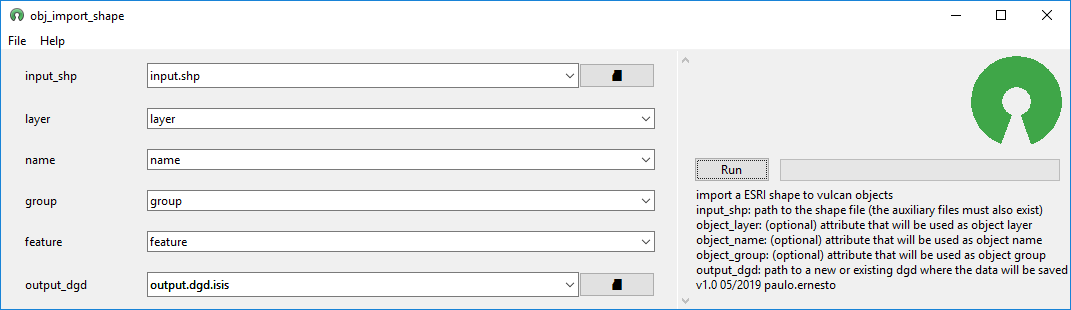 obj_import_shape
File Help
input_shp input.shp
layer layer
name name
group group
feature feature
output_dgd output.dgd.isis
Run
import a ESRI shape to vulcan objects
input_shp: path to the shape file (the auxiliary files must also exist)
object_layer: (optional) attribute that will be used as object layer
object_name: (optional) attribute that will be used as object name
object_group: (optional) attribute that will be used as object group
output_dgd: path to a new or existing dgd where the data will be saved
v1.0 05/2019 paulo.ernesto